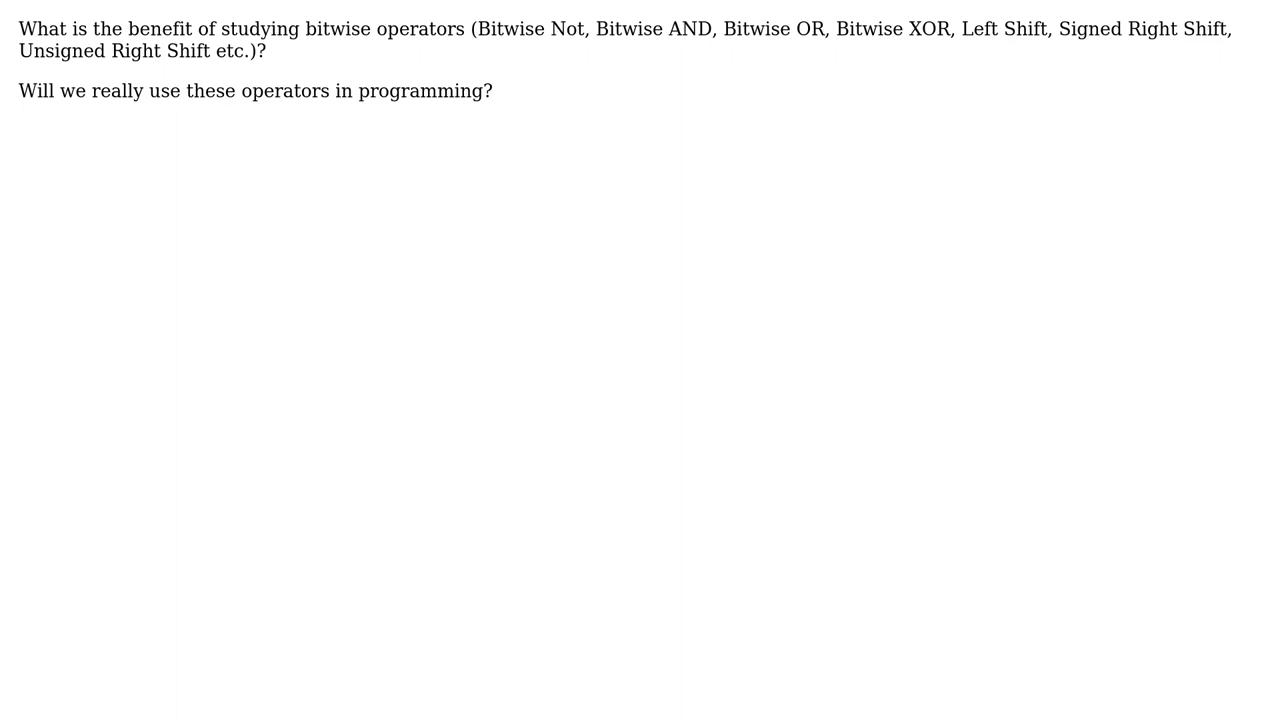 What is the benefit of studying bitwise operators (Bitwise Not, Bitwise AND, Bitwise OR, Bitwise XOR, Left Shift, Signed Right Shift,
Unsigned Right Shift etc.)?
Will we really use these operators in programming?